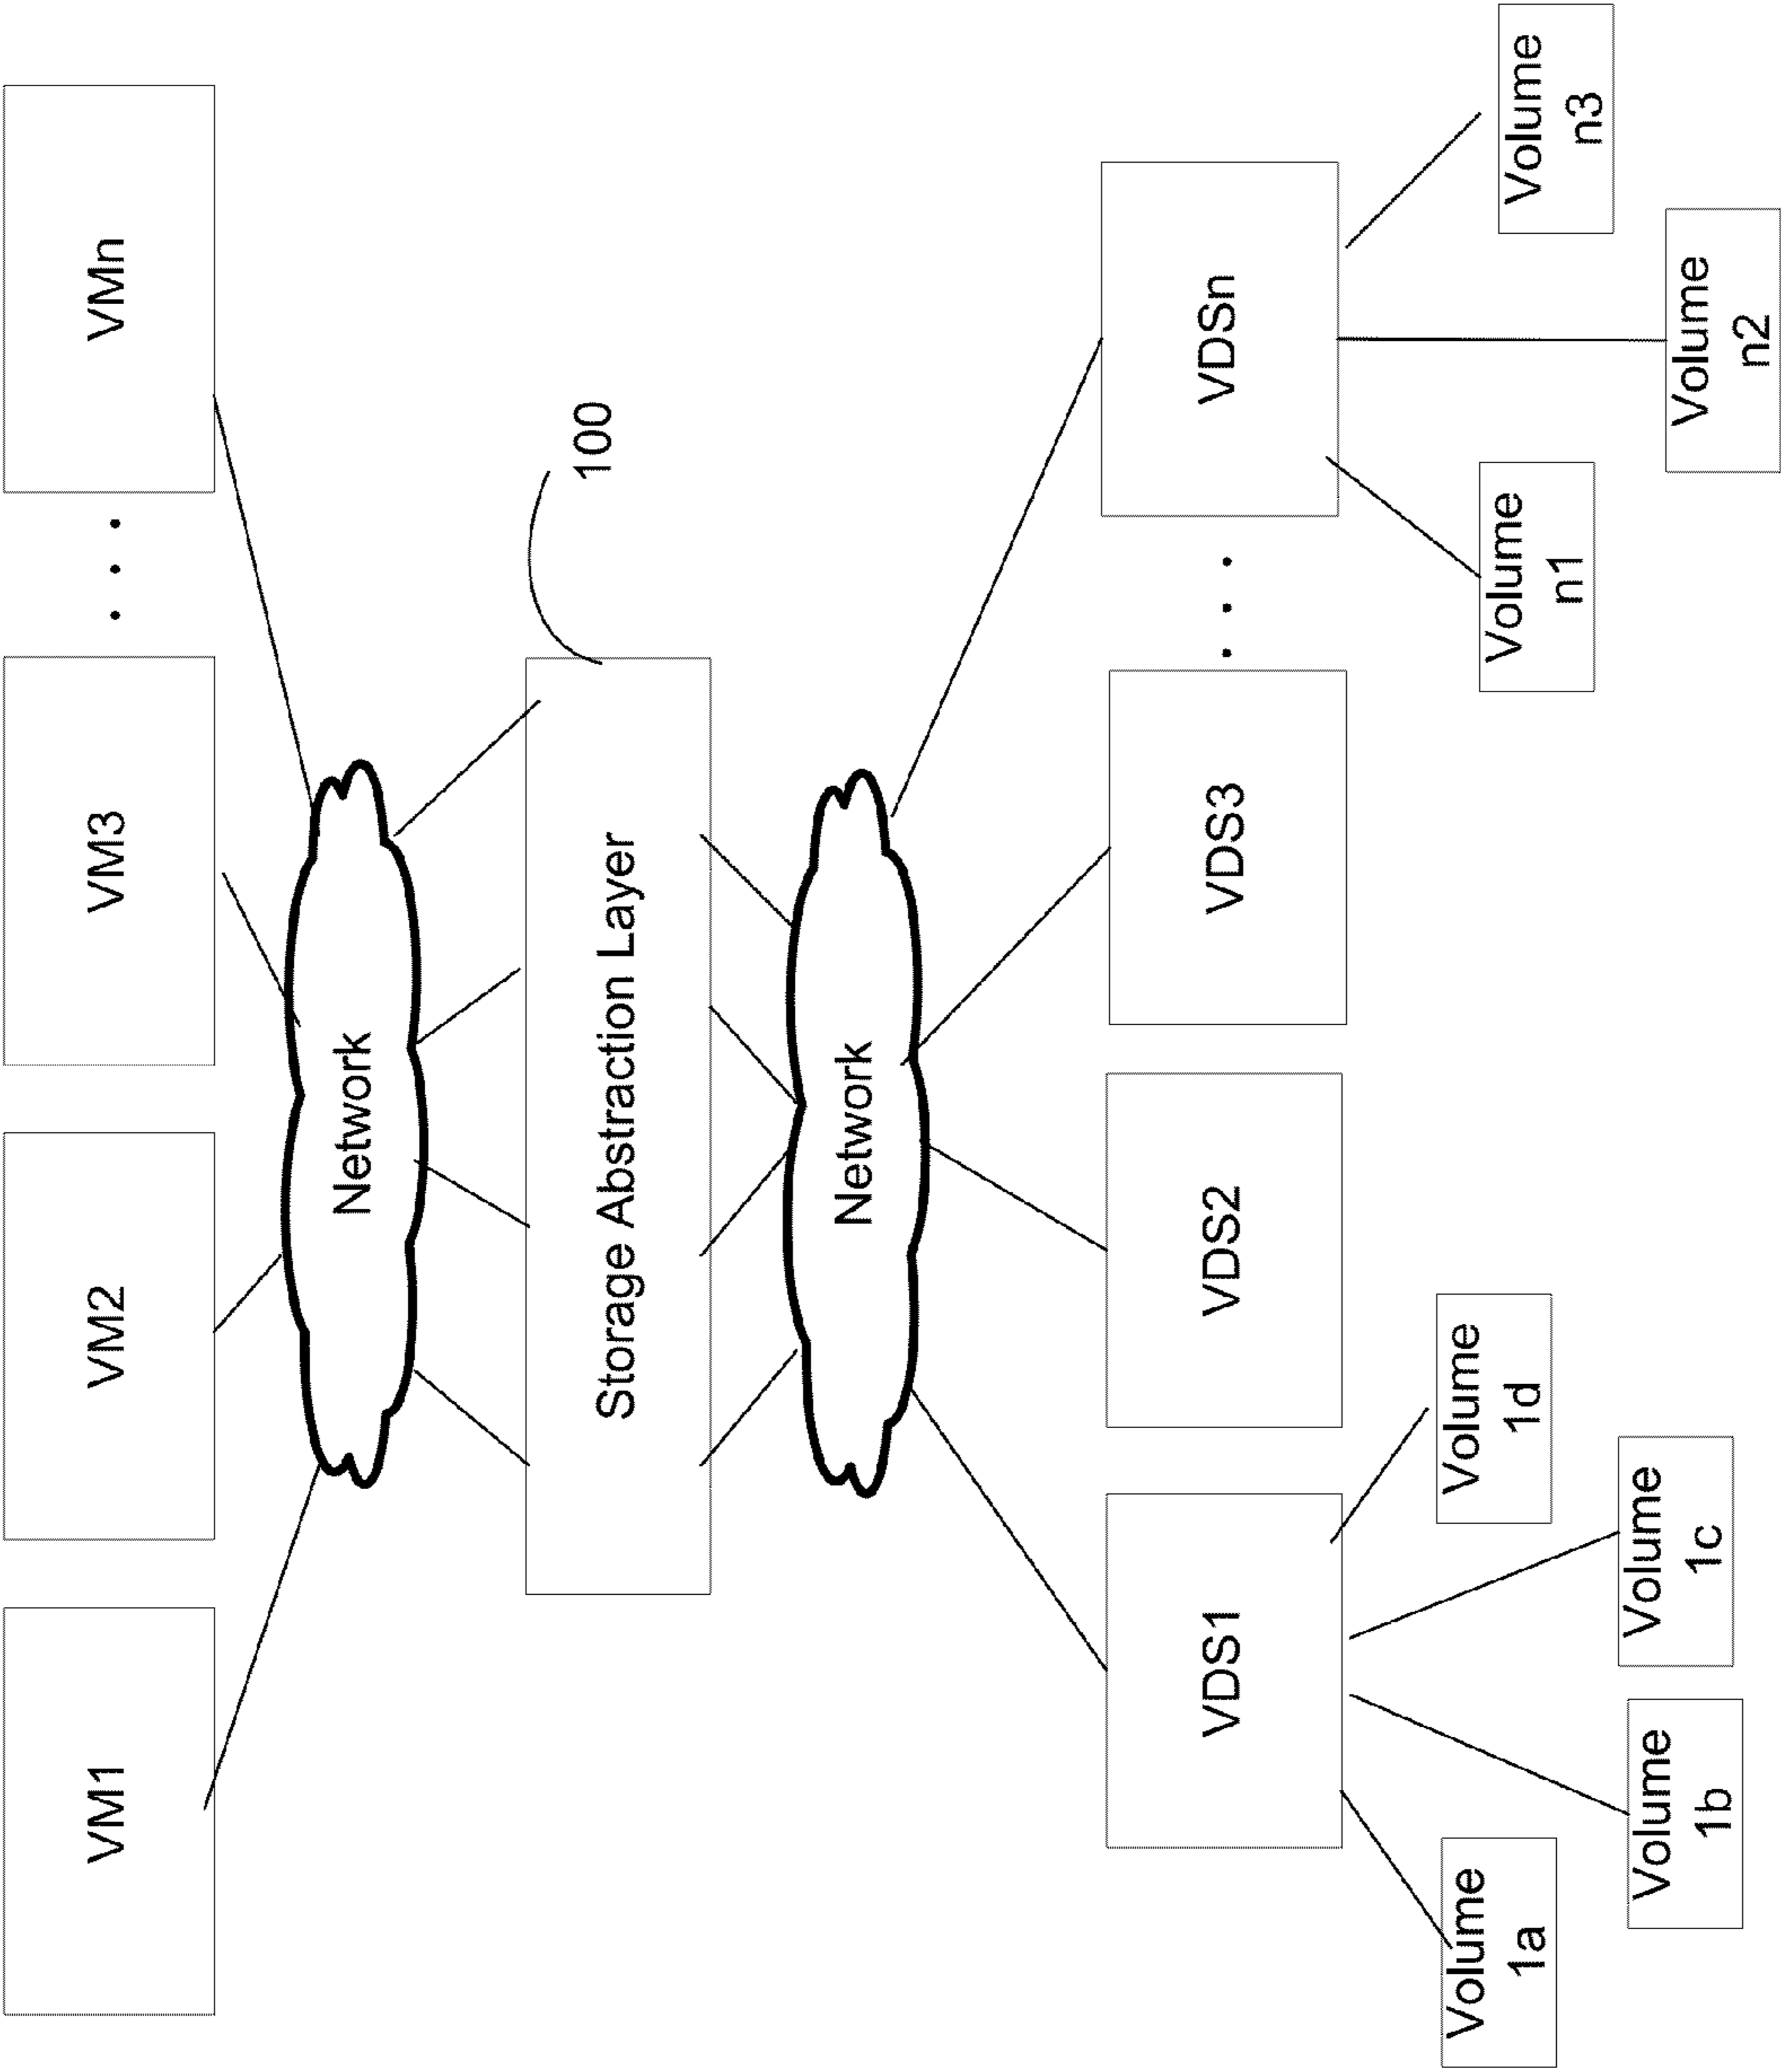 VM1
VM2
VM3
. . .
VMn
Network
100
Storage Abstraction Layer
Network
VDS1
VDS2
VDS3
. . .
VDSn
Volume
1a
Volume
1b
Volume
1c
Volume
1d
Volume
n1
Volume
n2
Volume
n3